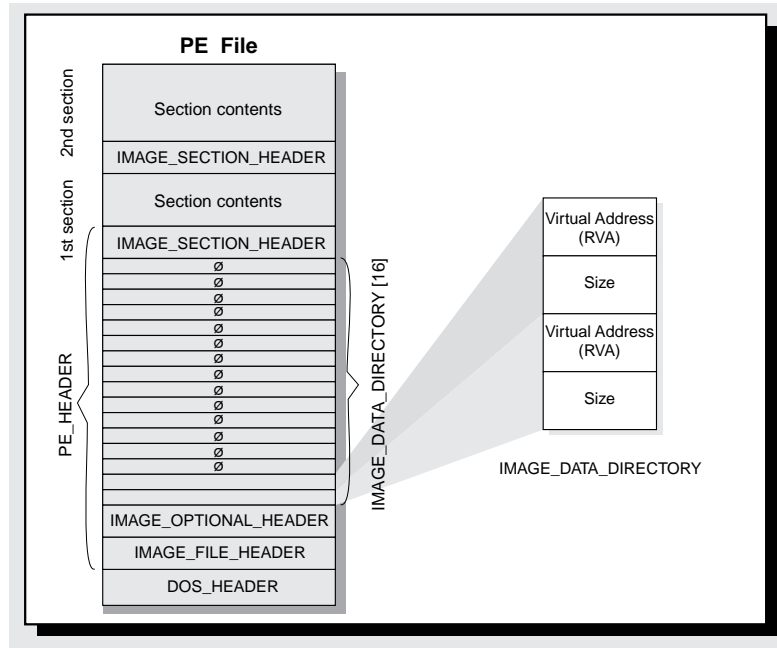 PE File
2nd section
Section contents
IMAGE_SECTION_HEADER
1st section
Section contents
IMAGE_SECTION_HEADER
PE_HEADER
Ø
Ø
Ø
Ø
Ø
Ø
Ø
Ø
Ø
Ø
Ø
Ø
Ø
Ø
IMAGE_DATA_DIRECTORY [16]
IMAGE_OPTIONAL_HEADER
IMAGE_FILE_HEADER
DOS_HEADER
Virtual Address
(RVA)
Size
Virtual Address
(RVA)
Size
IMAGE_DATA_DIRECTORY